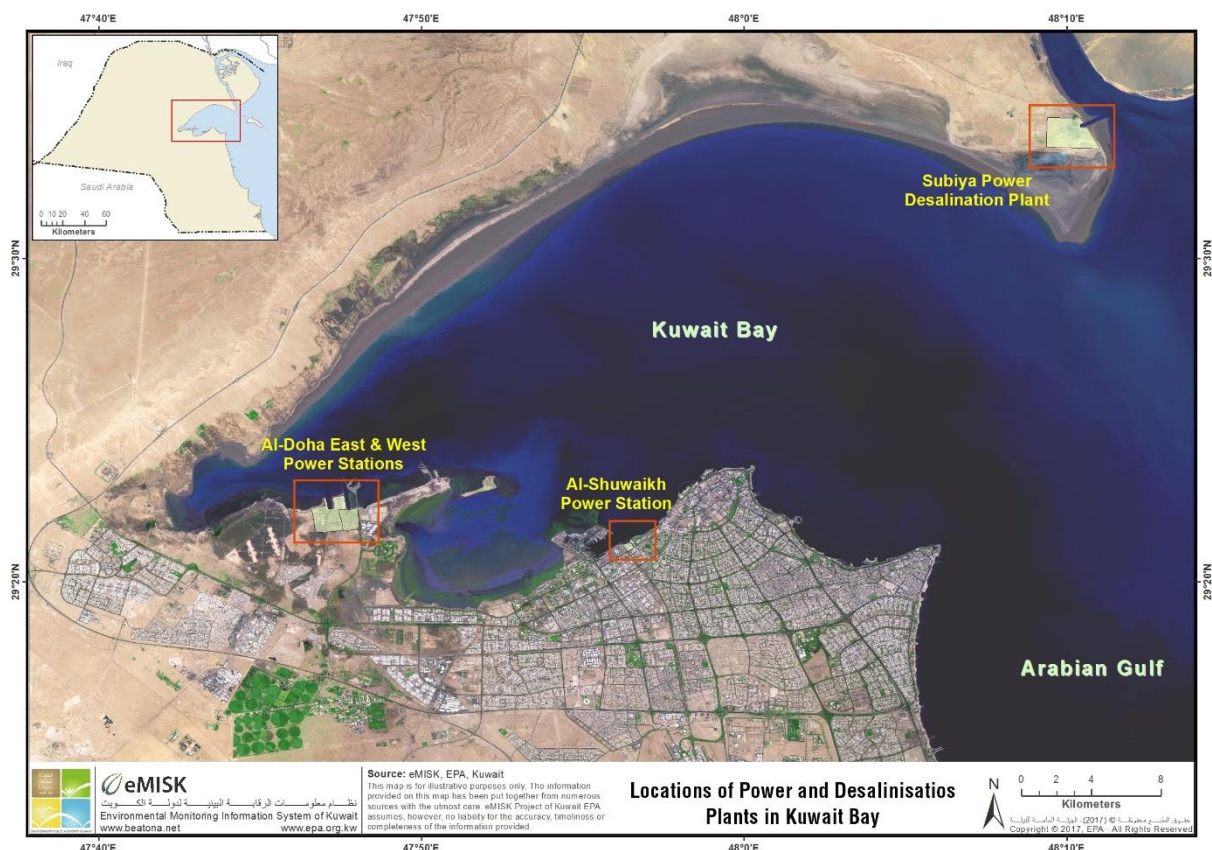 47°40'E 47°50'E 48°0'E 48°10'E
Iraq
Saudi Arabia
0 10 20 40 60
Kilometers
Subiya Power
Desalination Plant
29°30'N 29°30'N
Kuwait Bay
Al-Doha East & West
Power Stations
Al-Shuwaikh
Power Station
29°20'N 29°20'N
Arabian Gulf
eMISK
نظـــام معلومـــات الرقابـــة البيئيـــة لدولـــة الكـــويت
Environmental Monitoring Information System of Kuwait
www.beatona.net www.epa.org.kw
Source: eMISK, EPA, Kuwait
This map is for illustrative purposes only. The information
provided on this map has been put together from numerous
sources with the utmost care. eMISK Project of Kuwait EPA
assumes, however, no liability for the accuracy, timeliness or
completeness of the information provided.
Locations of Power and Desalinisatios
Plants in Kuwait Bay
N
0 2 4 8
Kilometers
Copyright © 2017, EPA - All Rights Reserved
47°40'E 47°50'E 48°0'E 48°10'E